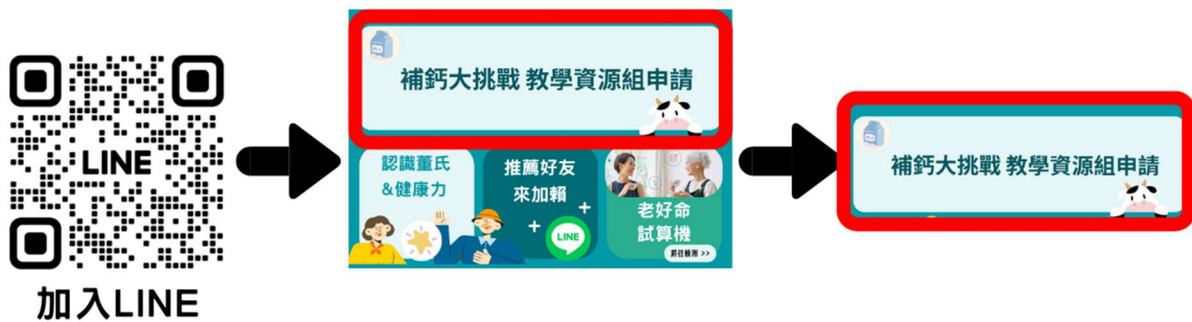 LINE
加入LINE
補鈣大挑戰 教學資源組申請
認識董氏
&健康力
推薦好友
來加賴
LINE
老好命
試算機
前往檢測 >>
補鈣大挑戰 教學資源組申請